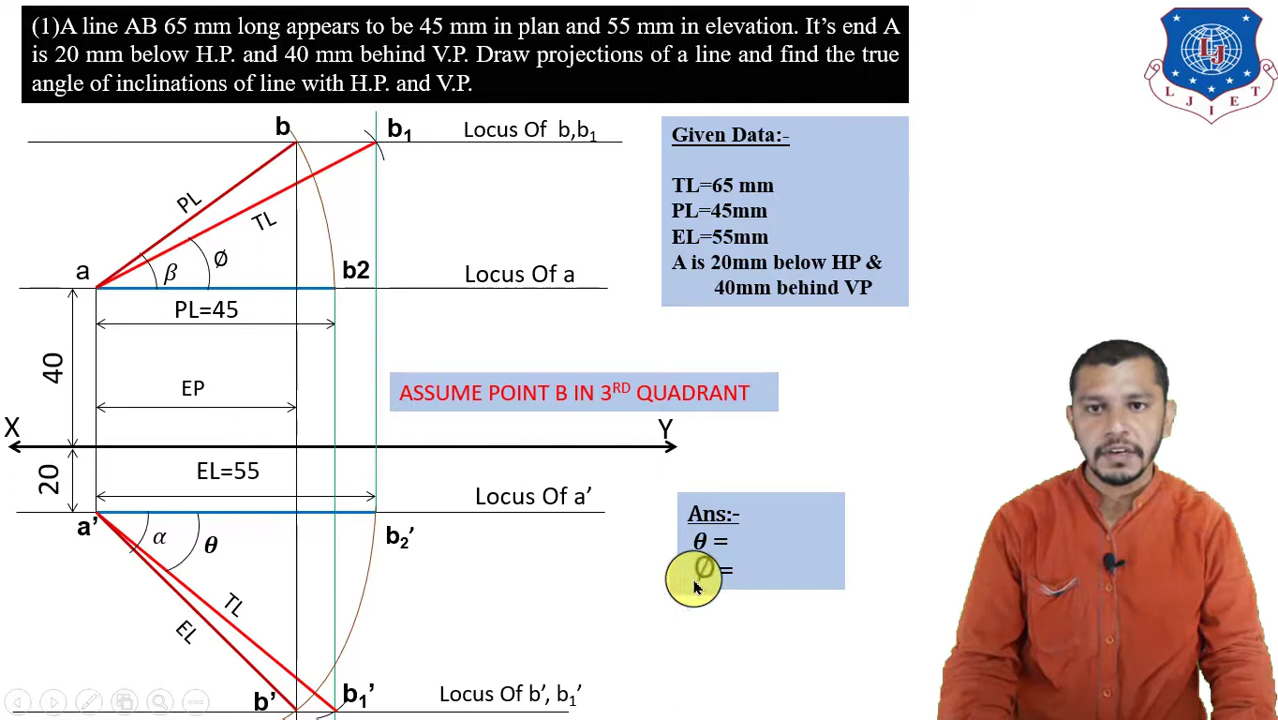 (1)A line AB 65 mm long appears to be 45 mm in plan and 55 mm in elevation. It's end A
is 20 mm below H.P. and 40 mm behind V.P. Draw projections of a line and find the true
angle of inclinations of line with H.P. and V.P.
LJIET
b
b1
Locus Of b,b1
Given Data:-
TL=65 mm
PL=45mm
EL=55mm
A is 20mm below HP &
40mm behind VP
PL
TL
a
β
Ø
b2
Locus Of a
PL=45
40
EP
ASSUME POINT B IN 3RD QUADRANT
X
Y
20
EL=55
Locus Of a'
a'
α
θ
b2'
Ans:-
θ =
Ø =
TL
EL
b'
b1'
Locus Of b', b1'